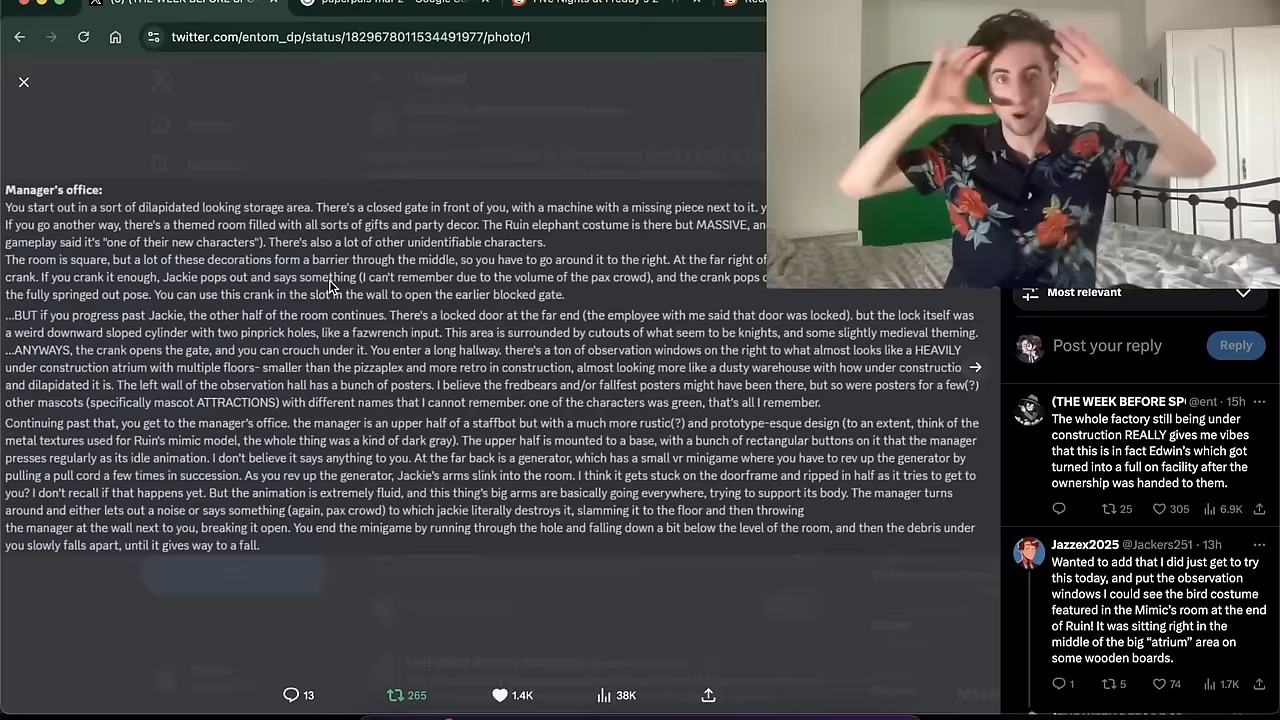 twitter.com/entom_dp/status/1829678011534491977/photo/1
Manager's office:
You start out in a sort of dilapidated looking storage area. There's a closed gate in front of you, with a machine with a missing piece next to it.
If you go another way, there's a themed room filled with all sorts of gifts and party decor. The Ruin elephant costume is there but MASSIVE,
gameplay said it's "one of their new characters"). There's also a lot of other unidentifiable characters.
The room is square, but a lot of these decorations form a barrier through the middle, so you have to go around it to the right. At the far right of
crank. If you crank it enough, Jackie pops out and says something (I can't remember due to the volume of the pax crowd), and the crank pops
the fully springed out pose. You can use this crank in the slot in the wall to open the earlier blocked gate.
...BUT if you progress past Jackie, the other half of the room continues. There's a locked door at the far end (the employee with me said that door was locked). but the lock itself was
a weird downward sloped cylinder with two pinprick holes, like a fazwrench input. This area is surrounded by cutouts of what seem to be knights, and some slightly medieval theming.
...ANYWAYS, the crank opens the gate, and you can crouch under it. You enter a long hallway. there's a ton of observation windows on the right to what almost looks like a HEAVILY
under construction atrium with multiple floors- smaller than the pizzaplex and more retro in construction, almost looking more like a dusty warehouse with how under constructio
and dilapidated it is. The left wall of the observation hall has a bunch of posters. I believe the fredbears and/or fallfest posters might have been there, but so were posters for a few(?)
other mascots (specifically mascot ATTRACTIONS) with different names that I cannot remember. one of the characters was green, that's all I remember.
Continuing past that, you get to the manager's office. the manager is an upper half of a staffbot but with a much more rustic(?) and prototype-esque design (to an extent, think of the
metal textures used for Ruin's mimic model, the whole thing was a kind of dark gray). The upper half is mounted to a base, with a bunch of rectangular buttons on it that the manager
presses regularly as its idle animation. I don't believe it says anything to you. At the far back is a generator, which has a small vr minigame where you have to rev up the generator by
pulling a pull cord a few times in succession. As you rev up the generator, Jackie's arms slink into the room. I think it gets stuck on the doorframe and ripped in half as it tries to get to
you? I don't recall if that happens yet. But the animation is extremely fluid, and this thing's big arms are basically going everywhere, trying to support its body. The manager turns
around and either lets out a noise or says something (again, pax crowd) to which jackie literally destroys it, slamming it to the floor and then throwing
the manager at the wall next to you, breaking it open. You end the minigame by running through the hole and falling down a bit below the level of the room, and then the debris under
you slowly falls apart, until it gives way to a fall.
13
265
1.4K
38K
Most relevant
Post your reply
Reply
(THE WEEK BEFORE SP @ent · 15h
The whole factory still being under
construction REALLY gives me vibes
that this is in fact Edwin's which got
turned into a full on facility after the
ownership was handed to them.
25 305 6.9K
Jazzex2025 @Jackers251 · 13h
Wanted to add that I did just get to try
this today, and put the observation
windows I could see the bird costume
featured in the Mimic's room at the end
of Ruin! It was sitting right in the
middle of the big "atrium" area on
some wooden boards.
1 5 74 1.7K